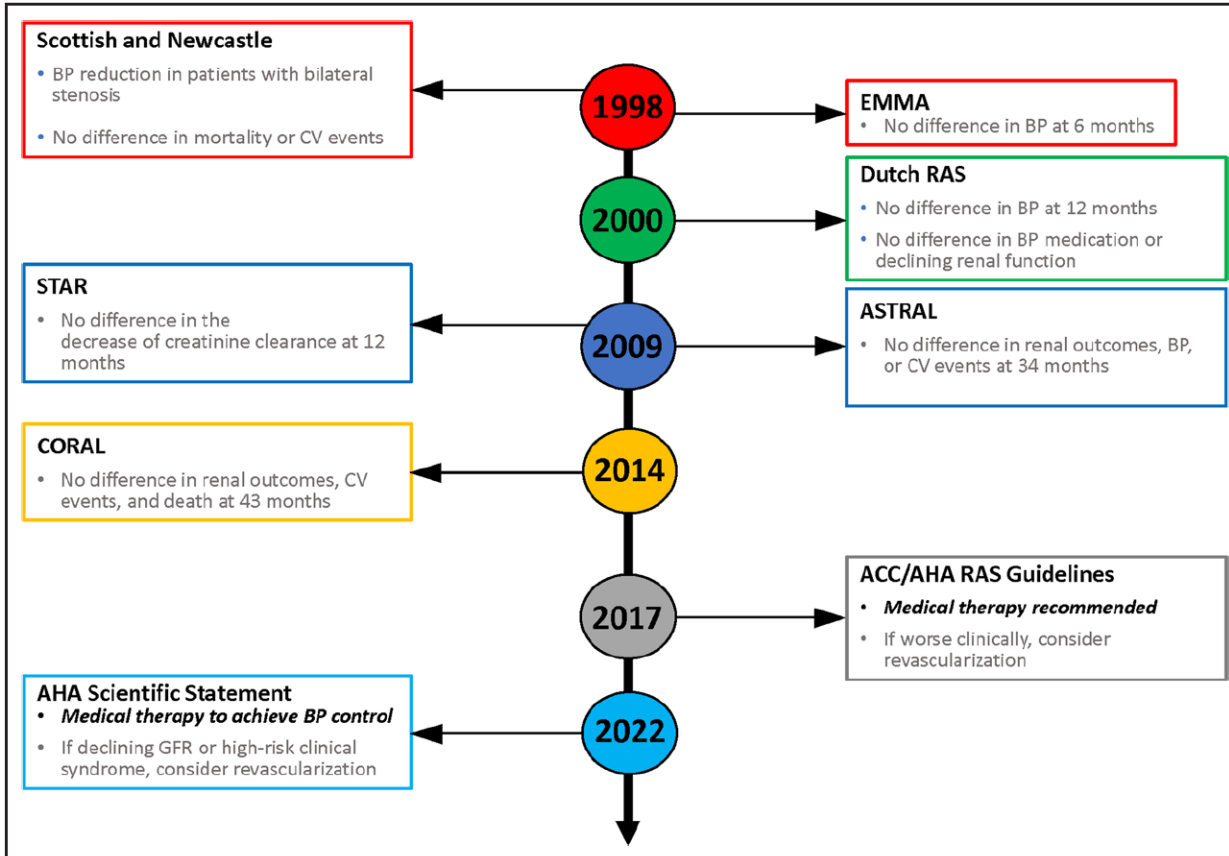 Scottish and Newcastle
• BP reduction in patients with bilateral
stenosis
• No difference in mortality or CV events
1998
EMMA
• No difference in BP at 6 months
2000
Dutch RAS
• No difference in BP at 12 months
• No difference in BP medication or
declining renal function
STAR
• No difference in the
decrease of creatinine clearance at 12
months
2009
ASTRAL
• No difference in renal outcomes, BP,
or CV events at 34 months
CORAL
• No difference in renal outcomes, CV
events, and death at 43 months
2014
2017
ACC/AHA RAS Guidelines
• Medical therapy recommended
• If worse clinically, consider
revascularization
AHA Scientific Statement
• Medical therapy to achieve BP control
• If declining GFR or high-risk clinical
syndrome, consider revascularization
2022